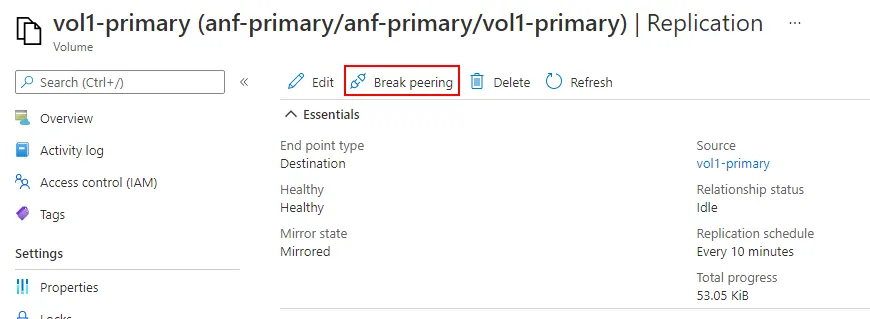 vol1-primary (anf-primary/anf-primary/vol1-primary) | Replication ...
Volume
Search (Ctrl+/)
«
Edit
Break peering
Delete
Refresh
Overview
Activity log
Access control (IAM)
Tags
Settings
Properties
Locks
Essentials
End point type
Destination
Healthy
Healthy
Mirror state
Mirrored
Source
vol1-primary
Relationship status
Idle
Replication schedule
Every 10 minutes
Total progress
53.05 KiB